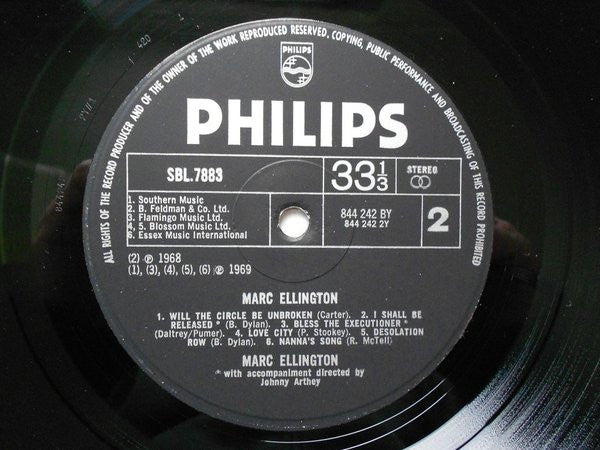 ALL RIGHTS OF THE RECORD PRODUCER AND OF THE OWNER OF THE WORK REPRODUCED RESERVED. COPYING, PUBLIC PERFORMANCE AND BROADCASTING OF THIS RECORD PROHIBITED
PHILIPS
PHILIPS
SBL.7883
33 1/3
STEREO
1. Southern Music
2. B. Feldman & Co. Ltd.
3. Flamingo Music Ltd.
4, 5. Blossom Music Ltd.
6. Essex Music International
844 242 BY
844 242 2Y
2
(2) ℗ 1968
(1), (3), (4), (5), (6) ℗ 1969
MARC ELLINGTON
1. WILL THE CIRCLE BE UNBROKEN (Carter). 2. I SHALL BE
RELEASED * (B. Dylan). 3. BLESS THE EXECUTIONER *
(Daltrey/Pumer). 4. LOVE CITY (P. Stookey). 5. DESOLATION
ROW (B. Dylan). 6. NANNA'S SONG (R. McTell)
MARC ELLINGTON
* with accompaniment directed by
Johnny Arthey
420